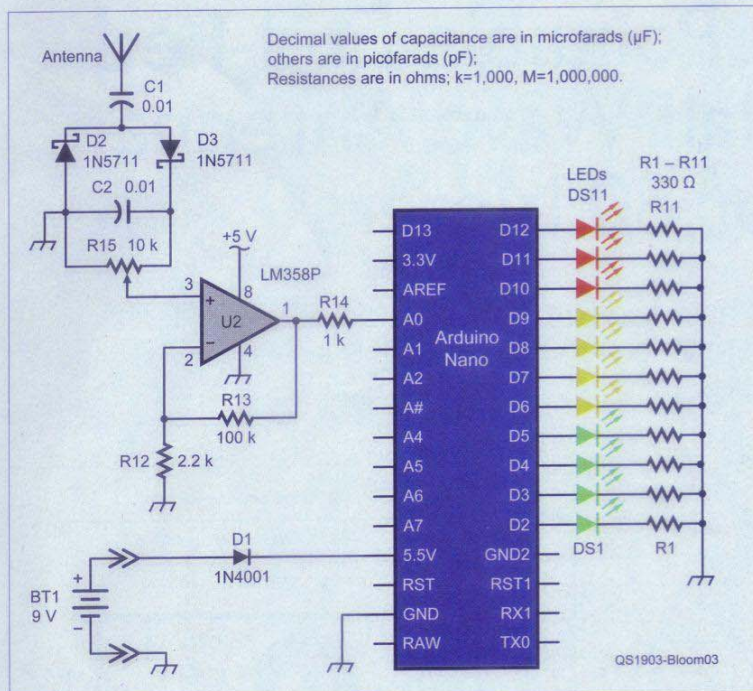 Antenna
Decimal values of capacitance are in microfarads (µF);
others are in picofarads (pF);
Resistances are in ohms; k=1,000, M=1,000,000.
C1
0.01
D2
1N5711
D3
1N5711
C2 0.01
R15 10 k
+5 V
LM358P
3
+
8
U2
1
−
2
4
R14
1 k
R13
100 k
R12 2.2 k
D1
1N4001
+
BT1
9 V
−
Arduino
Nano
D13
3.3V
AREF
A0
A1
A2
A#
A4
A5
A6
A7
5.5V
RST
GND
RAW
D12
D11
D10
D9
D8
D7
D6
D5
D4
D3
D2
GND2
RST1
RX1
TX0
LEDs
DS11
R1 – R11
330 Ω
R11
DS1
R1
QS1903-Bloom03